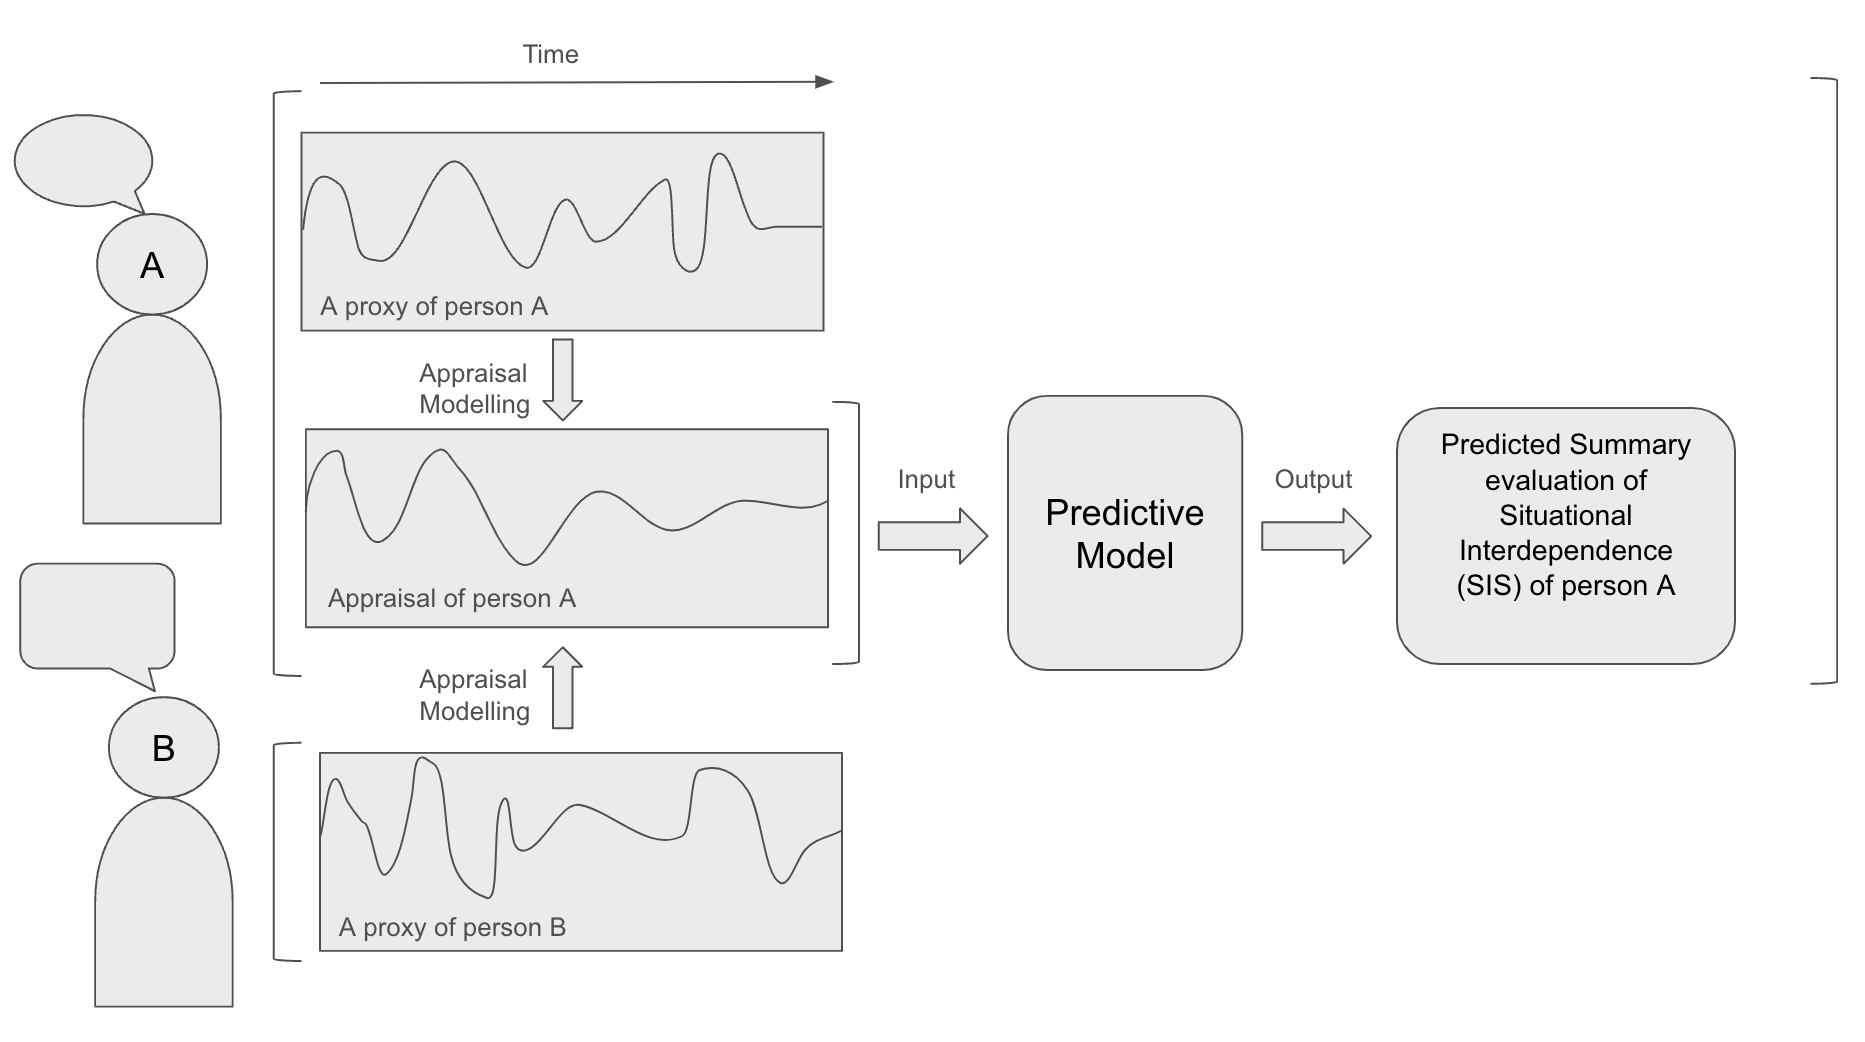 Time
A
A proxy of person A
Appraisal
Modelling
Appraisal of person A
Input
Predictive
Model
Output
Predicted Summary
evaluation of
Situational
Interdependence
(SIS) of person A
Appraisal
Modelling
B
A proxy of person B